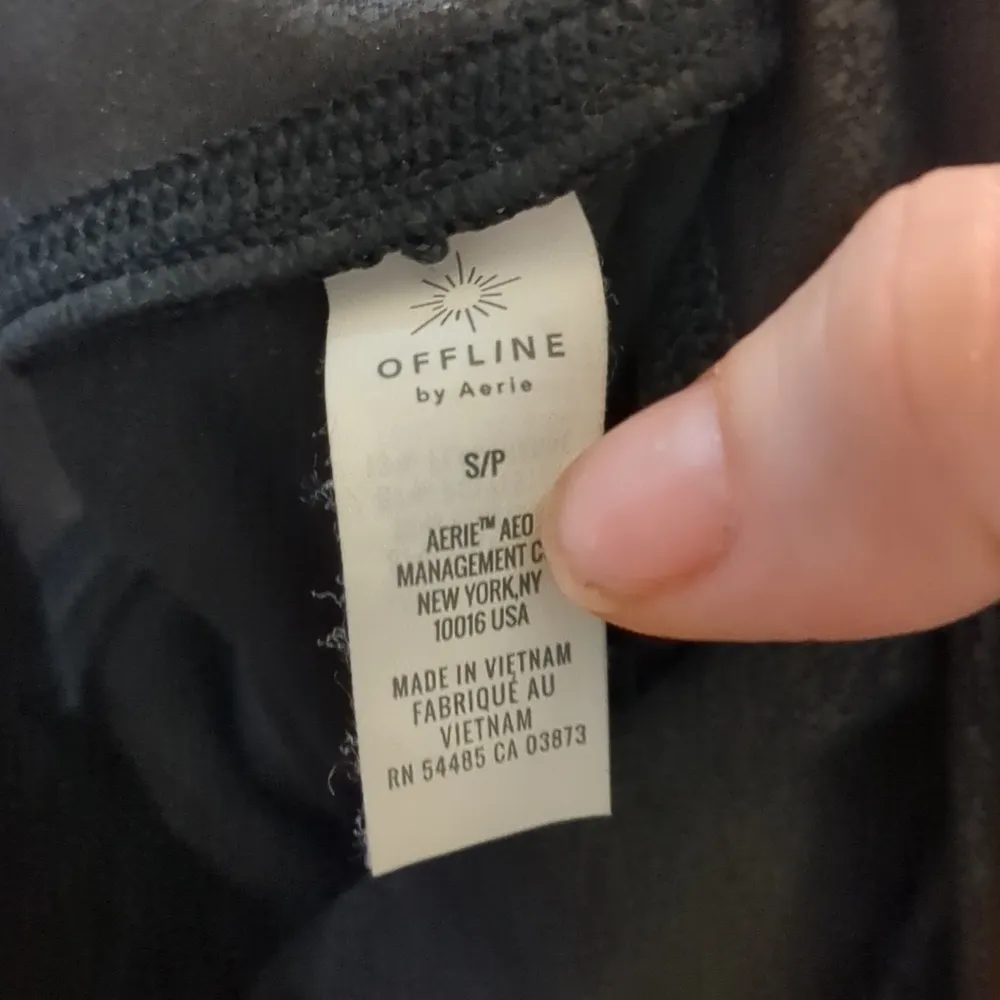 OFFLINE
by Aerie
S/P
AERIE™ AEO
MANAGEMENT C
NEW YORK,NY
10016 USA
MADE IN VIETNAM
FABRIQUÉ AU
VIETNAM
RN 54485 CA 03873